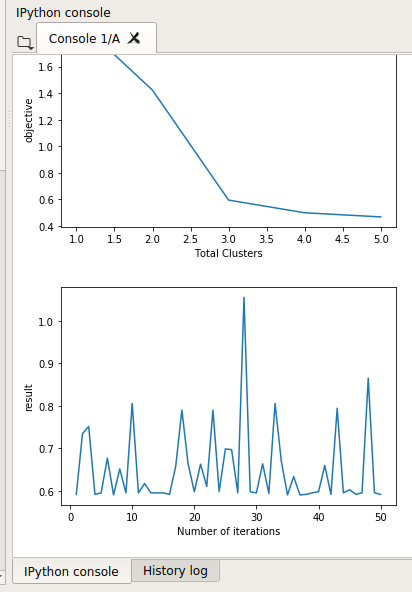 IPython console
Console 1/A
1.6
1.4
1.2
1.0
0.8
0.6
0.4
objective
1.0 1.5 2.0 2.5 3.0 3.5 4.0 4.5 5.0
Total Clusters
1.0
0.9
0.8
0.7
0.6
result
0 10 20 30 40 50
Number of iterations
IPython console History log